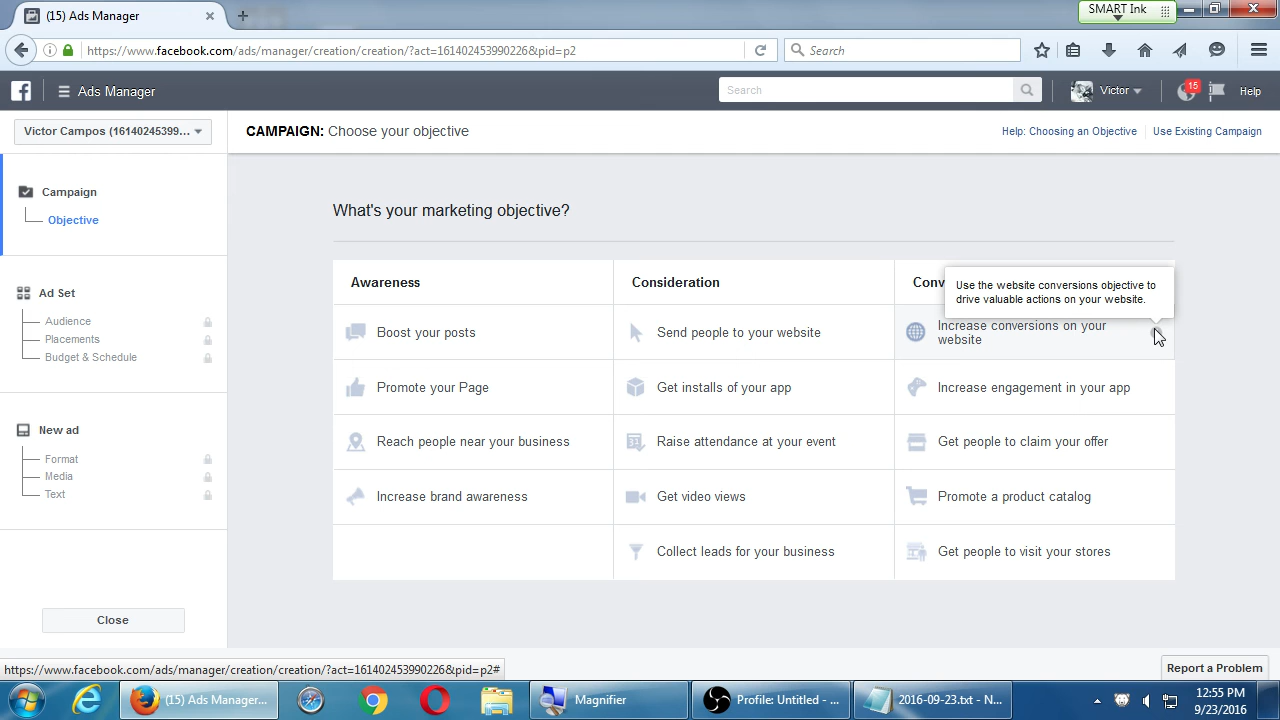 (15) Ads Manager
SMART Ink
https://www.facebook.com/ads/manager/creation/creation/?act=161402453990226&pid=p2
Search
Ads Manager
Search
Victor
15
Help
Victor Campos (16140245399...
CAMPAIGN: Choose your objective
Help: Choosing an Objective
Use Existing Campaign
Campaign
Objective
Ad Set
Audience
Placements
Budget & Schedule
New ad
Format
Media
Text
Close
What's your marketing objective?
Awareness
Boost your posts
Promote your Page
Reach people near your business
Increase brand awareness
Consideration
Send people to your website
Get installs of your app
Raise attendance at your event
31
Get video views
Collect leads for your business
Conv
Use the website conversions objective to
drive valuable actions on your website.
Increase conversions on your
website
Increase engagement in your app
Get people to claim your offer
Promote a product catalog
Get people to visit your stores
https://www.facebook.com/ads/manager/creation/creation/?act=161402453990226&pid=p2#
Report a Problem
(15) Ads Manager...
Magnifier
Profile: Untitled - ...
2016-09-23.txt - N...
12:55 PM
9/23/2016